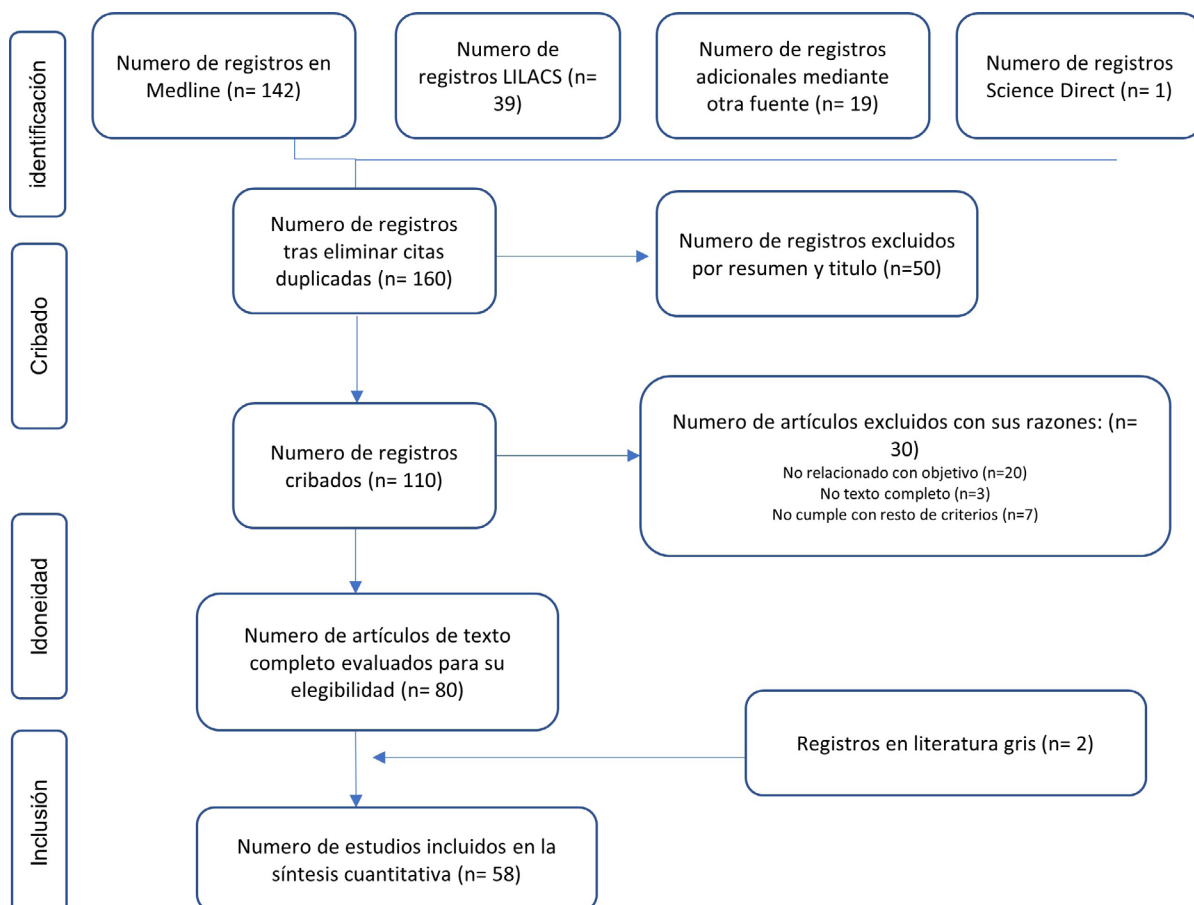 identificación
Numero de registros en
Medline (n= 142)
Numero de
registros LILACS (n=
39)
Numero de registros
adicionales mediante
otra fuente (n= 19)
Numero de registros
Science Direct (n= 1)
Cribado
Numero de registros
tras eliminar citas
duplicadas (n= 160)
Numero de registros excluidos
por resumen y titulo (n=50)
Numero de registros
cribados (n= 110)
Numero de artículos excluidos con sus razones: (n=
30)
No relacionado con objetivo (n=20)
No texto completo (n=3)
No cumple con resto de criterios (n=7)
Idoneidad
Numero de artículos de texto
completo evaluados para su
elegibilidad (n= 80)
Inclusión
Registros en literatura gris (n= 2)
Numero de estudios incluidos en la
síntesis cuantitativa (n= 58)